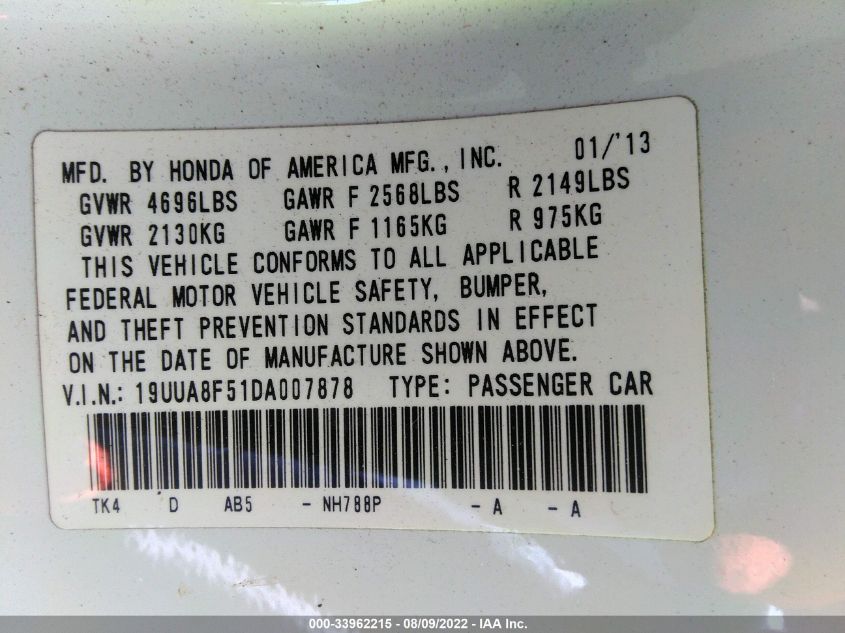 MFD. BY HONDA OF AMERICA MFG., INC. 01/'13
GVWR 4696LBS GAWR F 2568LBS R 2149LBS
GVWR 2130KG GAWR F 1165KG R 975KG
THIS VEHICLE CONFORMS TO ALL APPLICABLE
FEDERAL MOTOR VEHICLE SAFETY, BUMPER,
AND THEFT PREVENTION STANDARDS IN EFFECT
ON THE DATE OF MANUFACTURE SHOWN ABOVE.
V.I.N.: 19UUA8F51DA007878 TYPE: PASSENGER CAR
TK4 D AB5 - NH788P - A - A
000-33962215 - 08/09/2022 - IAA Inc.